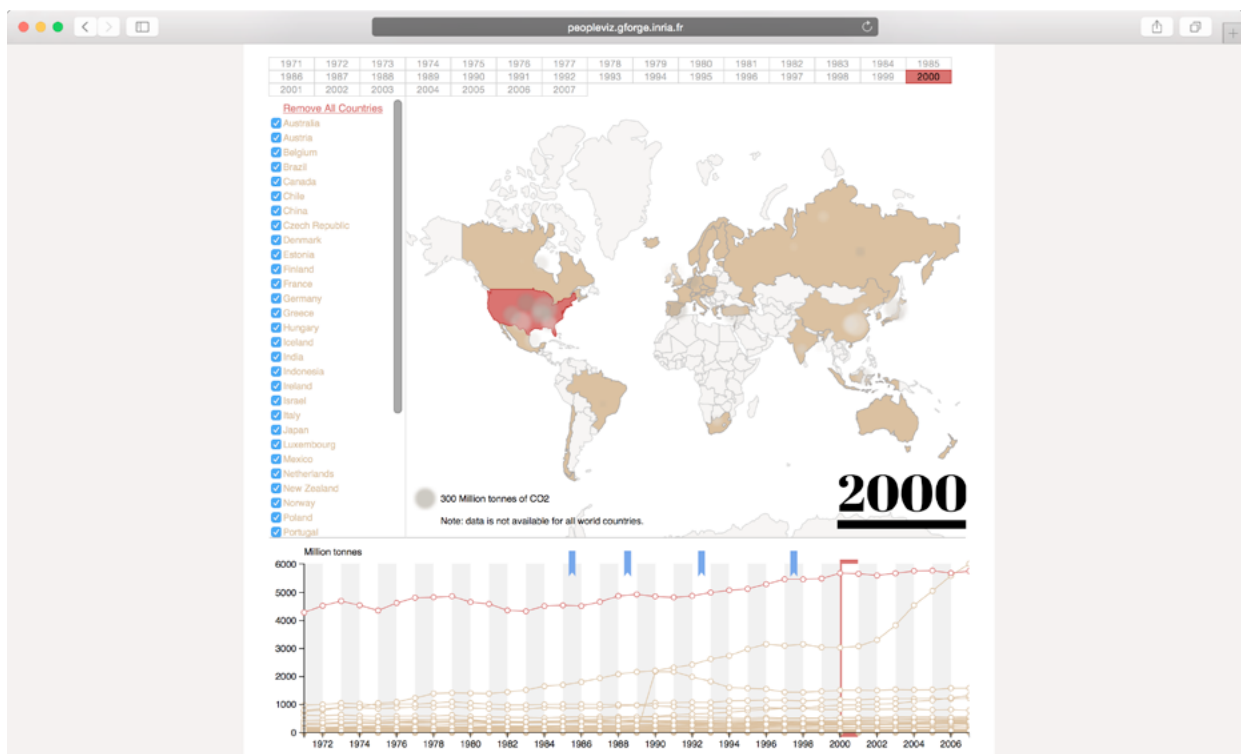 peopleviz.gforge.inria.fr
1971 1972 1973 1974 1975 1976 1977 1978 1979 1980 1981 1982 1983 1984 1985
1986 1987 1988 1989 1990 1991 1992 1993 1994 1995 1996 1997 1998 1999 2000
2001 2002 2003 2004 2005 2006 2007
Remove All Countries
Australia
Austria
Belgium
Brazil
Canada
Chile
China
Czech Republic
Denmark
Estonia
Finland
France
Germany
Greece
Hungary
Iceland
India
Indonesia
Ireland
Israel
Italy
Japan
Luxembourg
Mexico
Netherlands
New Zealand
Norway
Poland
Portugal
300 Million tonnes of CO2
Note: data is not available for all world countries.
2000
Million tonnes
6000
5000
4000
3000
2000
1000
0
1972 1974 1976 1978 1980 1982 1984 1986 1988 1990 1992 1994 1996 1998 2000 2002 2004 2006